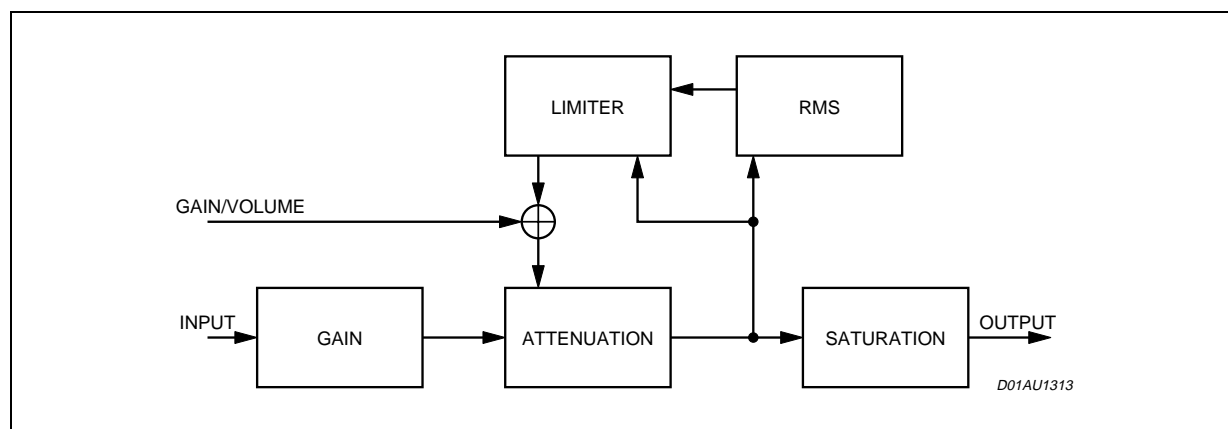 LIMITER
RMS
GAIN/VOLUME
INPUT
GAIN
ATTENUATION
SATURATION
OUTPUT
D01AU1313